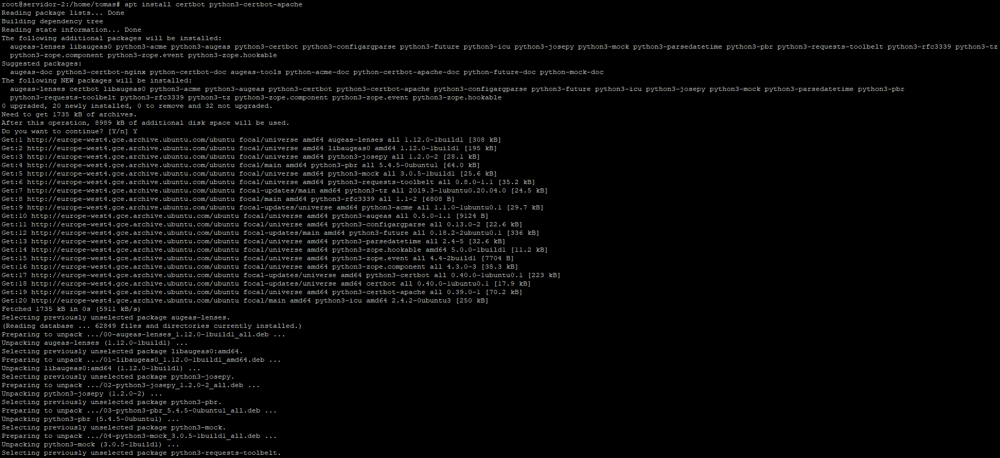 root@servidor-2:/home/tomas# apt install certbot python3-certbot-apache
Reading package lists... Done
Building dependency tree
Reading state information... Done
The following additional packages will be installed:
  augeas-lenses libaugeas0 python3-acme python3-augeas python3-certbot python3-configargparse python3-future python3-icu python3-josepy python3-mock python3-parsedatetime python3-pbr python3-requests-toolbelt python3-rfc3339 python3-tz
  python3-zope.component python3-zope.event python3-zope.hookable
Suggested packages:
  augeas-doc python3-certbot-nginx python-certbot-doc augeas-tools python-acme-doc python-certbot-apache-doc python-future-doc python-mock-doc
The following NEW packages will be installed:
  augeas-lenses certbot libaugeas0 python3-acme python3-augeas python3-certbot python3-certbot-apache python3-configargparse python3-future python3-icu python3-josepy python3-mock python3-parsedatetime python3-pbr
  python3-requests-toolbelt python3-rfc3339 python3-tz python3-zope.component python3-zope.event python3-zope.hookable
0 upgraded, 20 newly installed, 0 to remove and 32 not upgraded.
Need to get 1735 kB of archives.
After this operation, 8989 kB of additional disk space will be used.
Do you want to continue? [Y/n] Y
Get:1 http://europe-west4.gce.archive.ubuntu.com/ubuntu focal/universe amd64 augeas-lenses all 1.12.0-1build1 [308 kB]
Get:2 http://europe-west4.gce.archive.ubuntu.com/ubuntu focal/universe amd64 libaugeas0 amd64 1.12.0-1build1 [195 kB]
Get:3 http://europe-west4.gce.archive.ubuntu.com/ubuntu focal/universe amd64 python3-josepy all 1.2.0-2 [28.1 kB]
Get:4 http://europe-west4.gce.archive.ubuntu.com/ubuntu focal/main amd64 python3-pbr all 5.4.5-0ubuntu1 [64.0 kB]
Get:5 http://europe-west4.gce.archive.ubuntu.com/ubuntu focal/universe amd64 python3-mock all 3.0.5-1build1 [25.6 kB]
Get:6 http://europe-west4.gce.archive.ubuntu.com/ubuntu focal/universe amd64 python3-requests-toolbelt all 0.8.0-1.1 [35.2 kB]
Get:7 http://europe-west4.gce.archive.ubuntu.com/ubuntu focal-updates/main amd64 python3-tz all 2019.3-1ubuntu0.20.04.0 [24.5 kB]
Get:8 http://europe-west4.gce.archive.ubuntu.com/ubuntu focal/main amd64 python3-rfc3339 all 1.1-2 [6808 B]
Get:9 http://europe-west4.gce.archive.ubuntu.com/ubuntu focal-updates/universe amd64 python3-acme all 1.1.0-1ubuntu0.1 [29.7 kB]
Get:10 http://europe-west4.gce.archive.ubuntu.com/ubuntu focal/universe amd64 python3-augeas all 0.5.0-1.1 [9124 B]
Get:11 http://europe-west4.gce.archive.ubuntu.com/ubuntu focal/universe amd64 python3-configargparse all 0.13.0-2 [22.6 kB]
Get:12 http://europe-west4.gce.archive.ubuntu.com/ubuntu focal-updates/main amd64 python3-future all 0.18.2-2ubuntu0.1 [336 kB]
Get:13 http://europe-west4.gce.archive.ubuntu.com/ubuntu focal/universe amd64 python3-parsedatetime all 2.4-5 [32.6 kB]
Get:14 http://europe-west4.gce.archive.ubuntu.com/ubuntu focal/universe amd64 python3-zope.hookable amd64 5.0.0-1build1 [11.2 kB]
Get:15 http://europe-west4.gce.archive.ubuntu.com/ubuntu focal/universe amd64 python3-zope.event all 4.4-2build1 [7704 B]
Get:16 http://europe-west4.gce.archive.ubuntu.com/ubuntu focal/universe amd64 python3-zope.component all 4.3.0-3 [38.3 kB]
Get:17 http://europe-west4.gce.archive.ubuntu.com/ubuntu focal-updates/universe amd64 python3-certbot all 0.40.0-1ubuntu0.1 [223 kB]
Get:18 http://europe-west4.gce.archive.ubuntu.com/ubuntu focal-updates/universe amd64 certbot all 0.40.0-1ubuntu0.1 [17.9 kB]
Get:19 http://europe-west4.gce.archive.ubuntu.com/ubuntu focal/universe amd64 python3-certbot-apache all 0.39.0-1 [70.2 kB]
Get:20 http://europe-west4.gce.archive.ubuntu.com/ubuntu focal/main amd64 python3-icu amd64 2.4.2-0ubuntu3 [250 kB]
Fetched 1735 kB in 0s (5911 kB/s)
Selecting previously unselected package augeas-lenses.
(Reading database ... 62849 files and directories currently installed.)
Preparing to unpack .../00-augeas-lenses_1.12.0-1build1_all.deb ...
Unpacking augeas-lenses (1.12.0-1build1) ...
Selecting previously unselected package libaugeas0:amd64.
Preparing to unpack .../01-libaugeas0_1.12.0-1build1_amd64.deb ...
Unpacking libaugeas0:amd64 (1.12.0-1build1) ...
Selecting previously unselected package python3-josepy.
Preparing to unpack .../02-python3-josepy_1.2.0-2_all.deb ...
Unpacking python3-josepy (1.2.0-2) ...
Selecting previously unselected package python3-pbr.
Preparing to unpack .../03-python3-pbr_5.4.5-0ubuntu1_all.deb ...
Unpacking python3-pbr (5.4.5-0ubuntu1) ...
Selecting previously unselected package python3-mock.
Preparing to unpack .../04-python3-mock_3.0.5-1build1_all.deb ...
Unpacking python3-mock (3.0.5-1build1) ...
Selecting previously unselected package python3-requests-toolbelt.